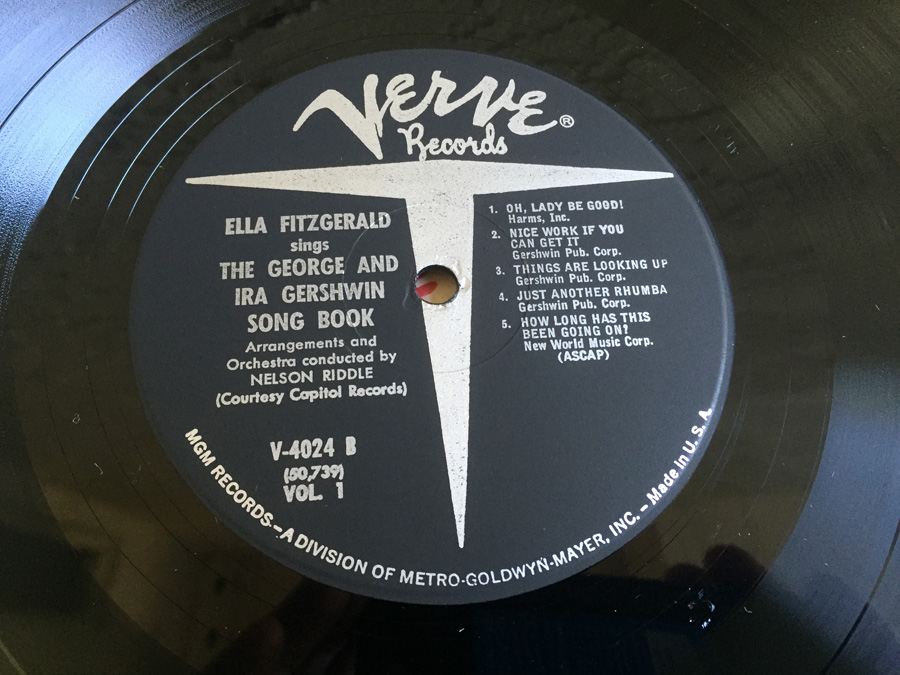 Verve ®
Records
ELLA FITZGERALD
sings
THE GEORGE AND
IRA GERSHWIN
SONG BOOK
Arrangements and
Orchestra conducted by
NELSON RIDDLE
(Courtesy Capitol Records)
V-4024 B
(50,739)
VOL. 1
1. OH, LADY BE GOOD!
Harms, Inc.
2. NICE WORK IF YOU
CAN GET IT
Gershwin Pub. Corp.
3. THINGS ARE LOOKING UP
Gershwin Pub. Corp.
4. JUST ANOTHER RHUMBA
Gershwin Pub. Corp.
5. HOW LONG HAS THIS
BEEN GOING ON?
New World Music Corp.
(ASCAP)
MGM RECORDS – A DIVISION OF METRO-GOLDWYN-MAYER, INC. – Made in U. S. A.